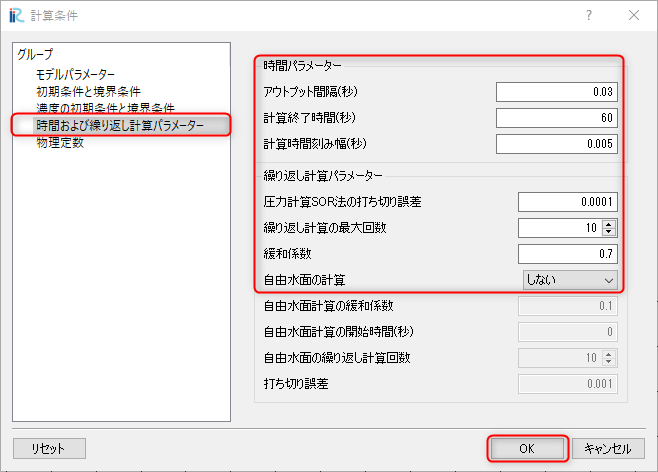 iRIC 計算条件 ? ×
グループ
モデルパラメーター
初期条件と境界条件
濃度の初期条件と境界条件
時間および繰り返し計算パラメーター
物理定数
時間パラメーター
アウトプット間隔(秒) 0.03
計算終了時間(秒) 60
計算時間刻み幅(秒) 0.005
繰り返し計算パラメーター
圧力計算SOR法の打ち切り誤差 0.0001
繰り返し計算の最大回数 10
緩和係数 0.7
自由水面の計算 しない
自由水面計算の緩和係数 0.1
自由水面計算の開始時間(秒) 0
自由水面の繰り返し計算回数 10
打ち切り誤差 0.001
リセット OK キャンセル